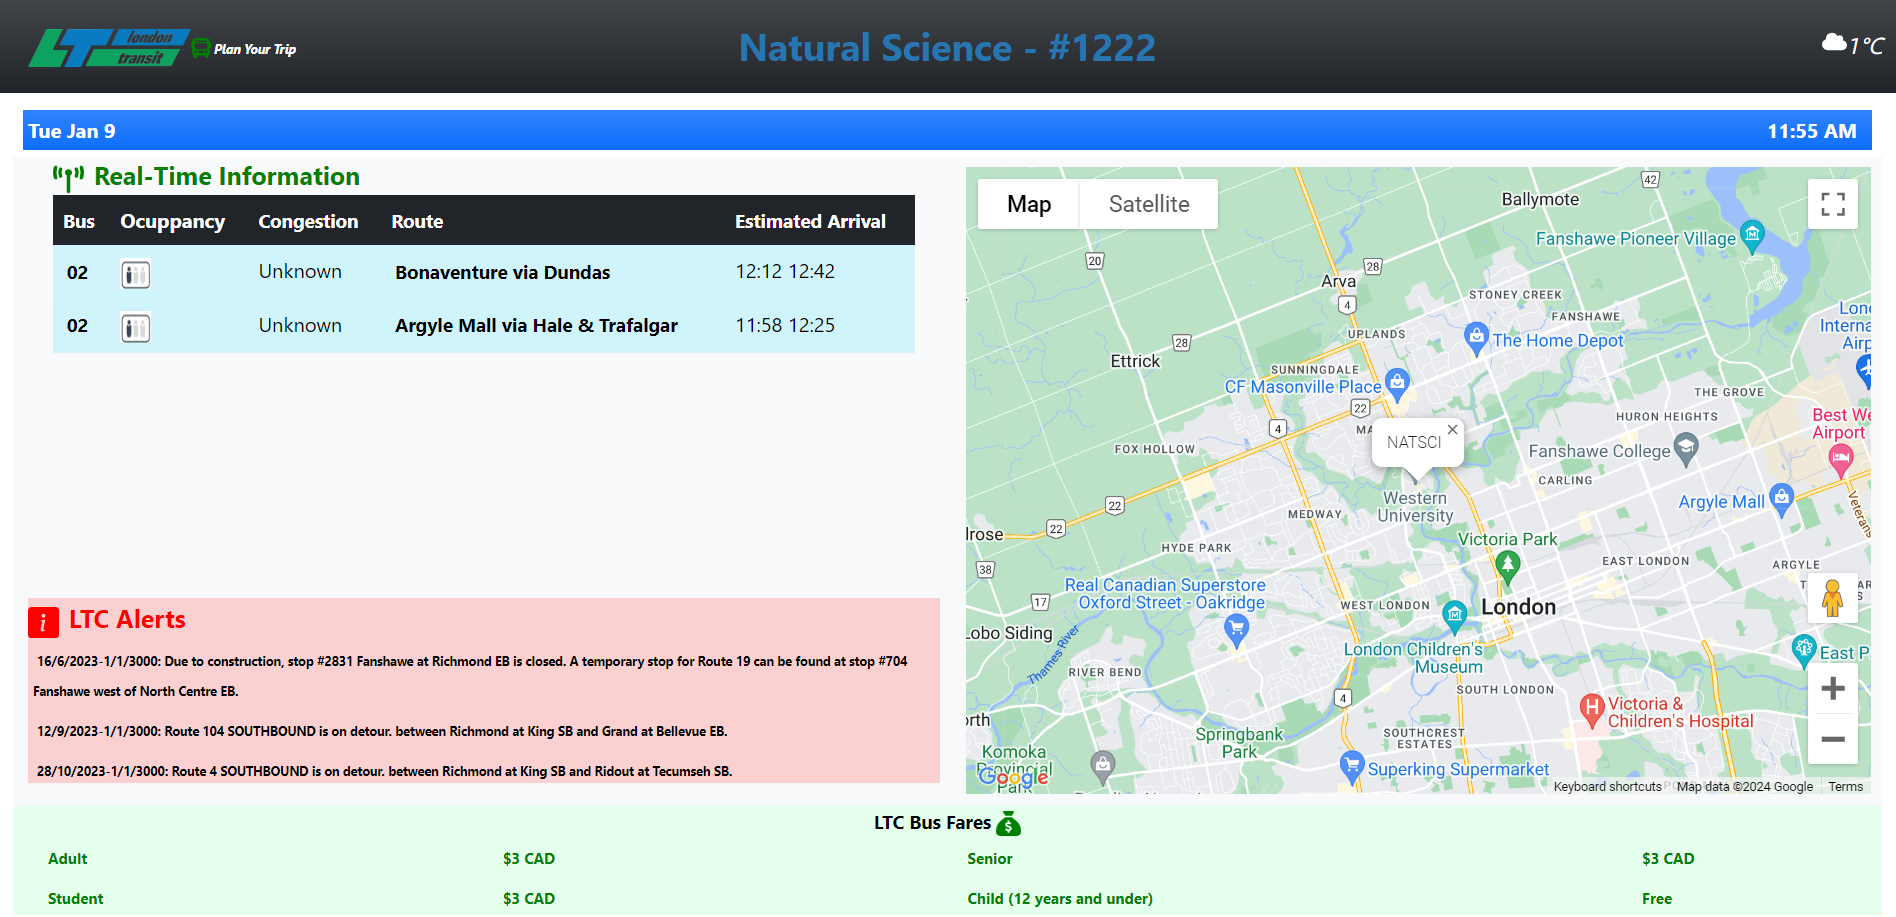 london
transit
Plan Your Trip
Natural Science - #1222
1°C
Tue Jan 9
11:55 AM
Real-Time Information
Bus Ocuppancy Congestion Route Estimated Arrival
02 Unknown Bonaventure via Dundas 12:12 12:42
02 Unknown Argyle Mall via Hale & Trafalgar 11:58 12:25
LTC Alerts
16/6/2023-1/1/3000: Due to construction, stop #2831 Fanshawe at Richmond EB is closed. A temporary stop for Route 19 can be found at stop #704
Fanshawe west of North Centre EB.
12/9/2023-1/1/3000: Route 104 SOUTHBOUND is on detour. between Richmond at King SB and Grand at Bellevue EB.
28/10/2023-1/1/3000: Route 4 SOUTHBOUND is on detour. between Richmond at King SB and Ridout at Tecumseh SB.
Map Satellite
42
Ballymote
Fanshawe Pioneer Village
20
28
Arva
4
STONEY CREEK
FANSHAWE
UPLANDS
28
The Home Depot
Ettrick
SUNNINGDALE
CF Masonville Place
THE GROVE
22
HURON HEIGHTS
4
NATSCI
FOX HOLLOW
Fanshawe College
CARLING
Western
University
Argyle Mall
22
MEDWAY
22
HYDE PARK
Victoria Park
EAST LONDON
ARGYLE
38
Real Canadian Superstore
Oxford Street - Oakridge
17
WEST LONDON
London
Lobo Siding
Thames River
London Children's
Museum
RIVER BEND
SOUTH LONDON
4
Victoria &
Children's Hospital
Springbank
Park
SOUTHCREST
ESTATES
Komoka
Provincial
Park
Superking Supermarket
Google
Keyboard shortcuts Map data ©2024 Google Terms
LTC Bus Fares
Adult $3 CAD Senior $3 CAD
Student $3 CAD Child (12 years and under) Free